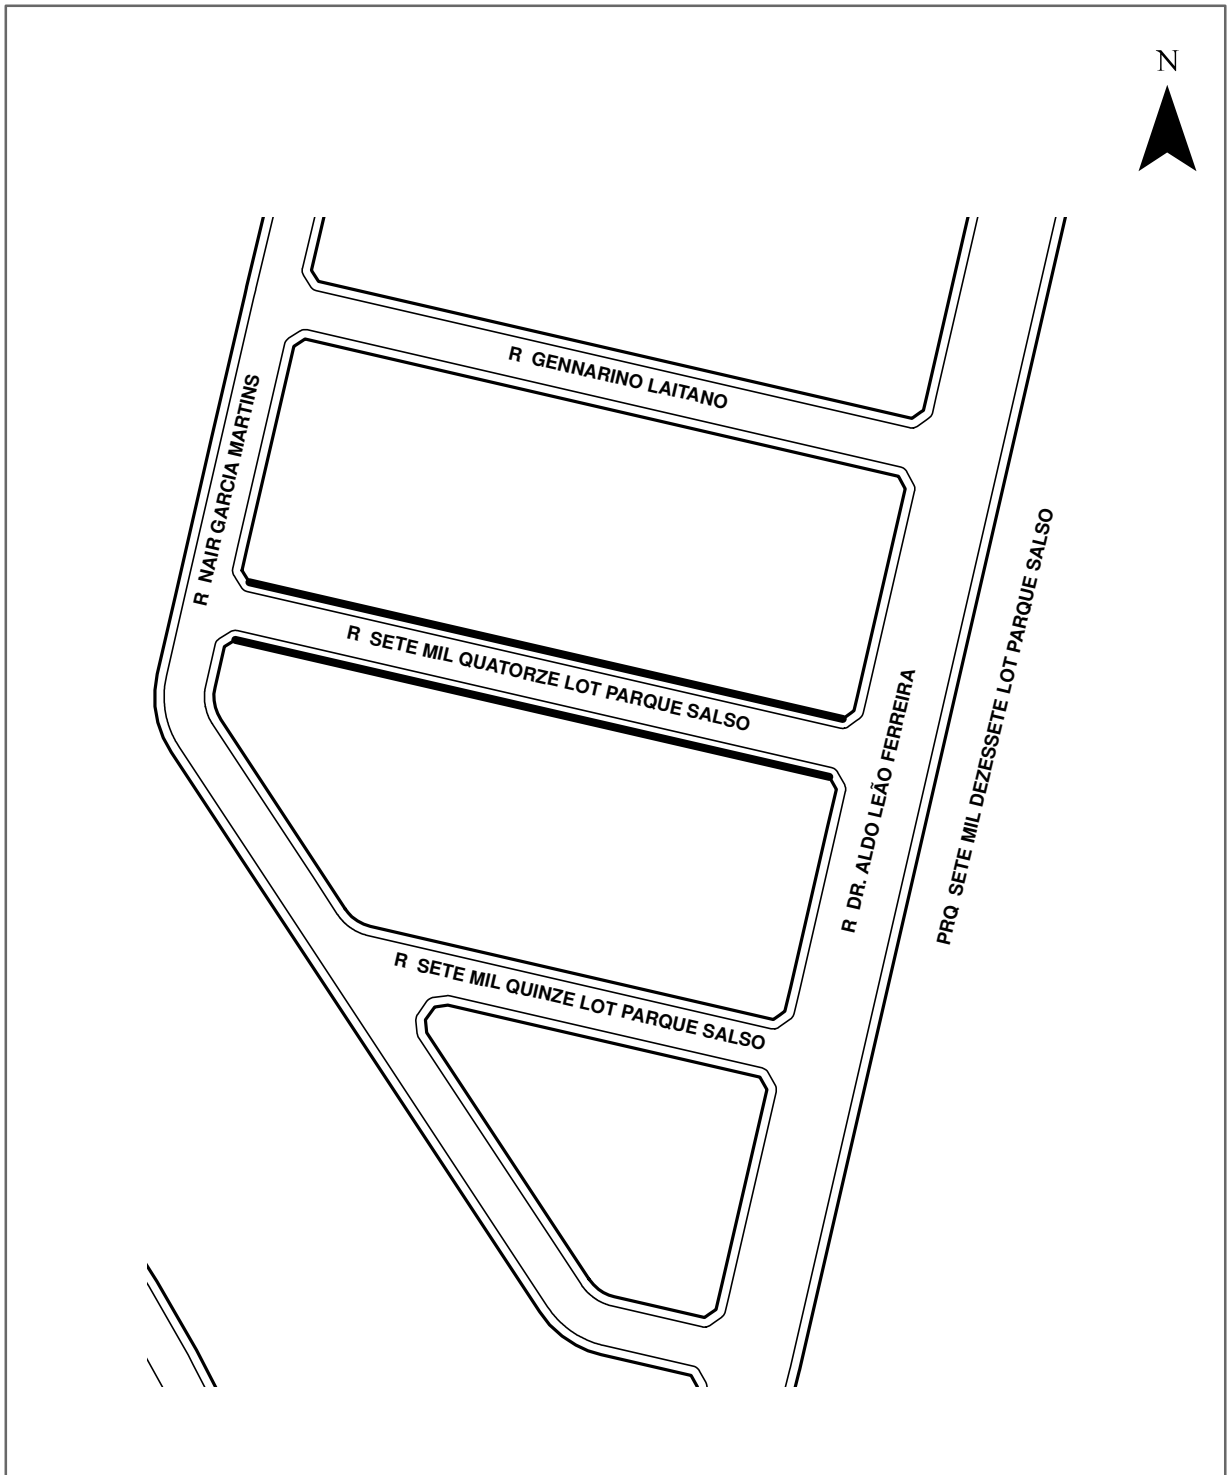 N
R GENNARINO LAITANO
R NAIR GARCIA MARTINS
R SETE MIL QUATORZE LOT PARQUE SALSO
R DR. ALDO LEÃO FERREIRA
PRQ SETE MIL DEZESSETE LOT PARQUE SALSO
R SETE MIL QUINZE LOT PARQUE SALSO